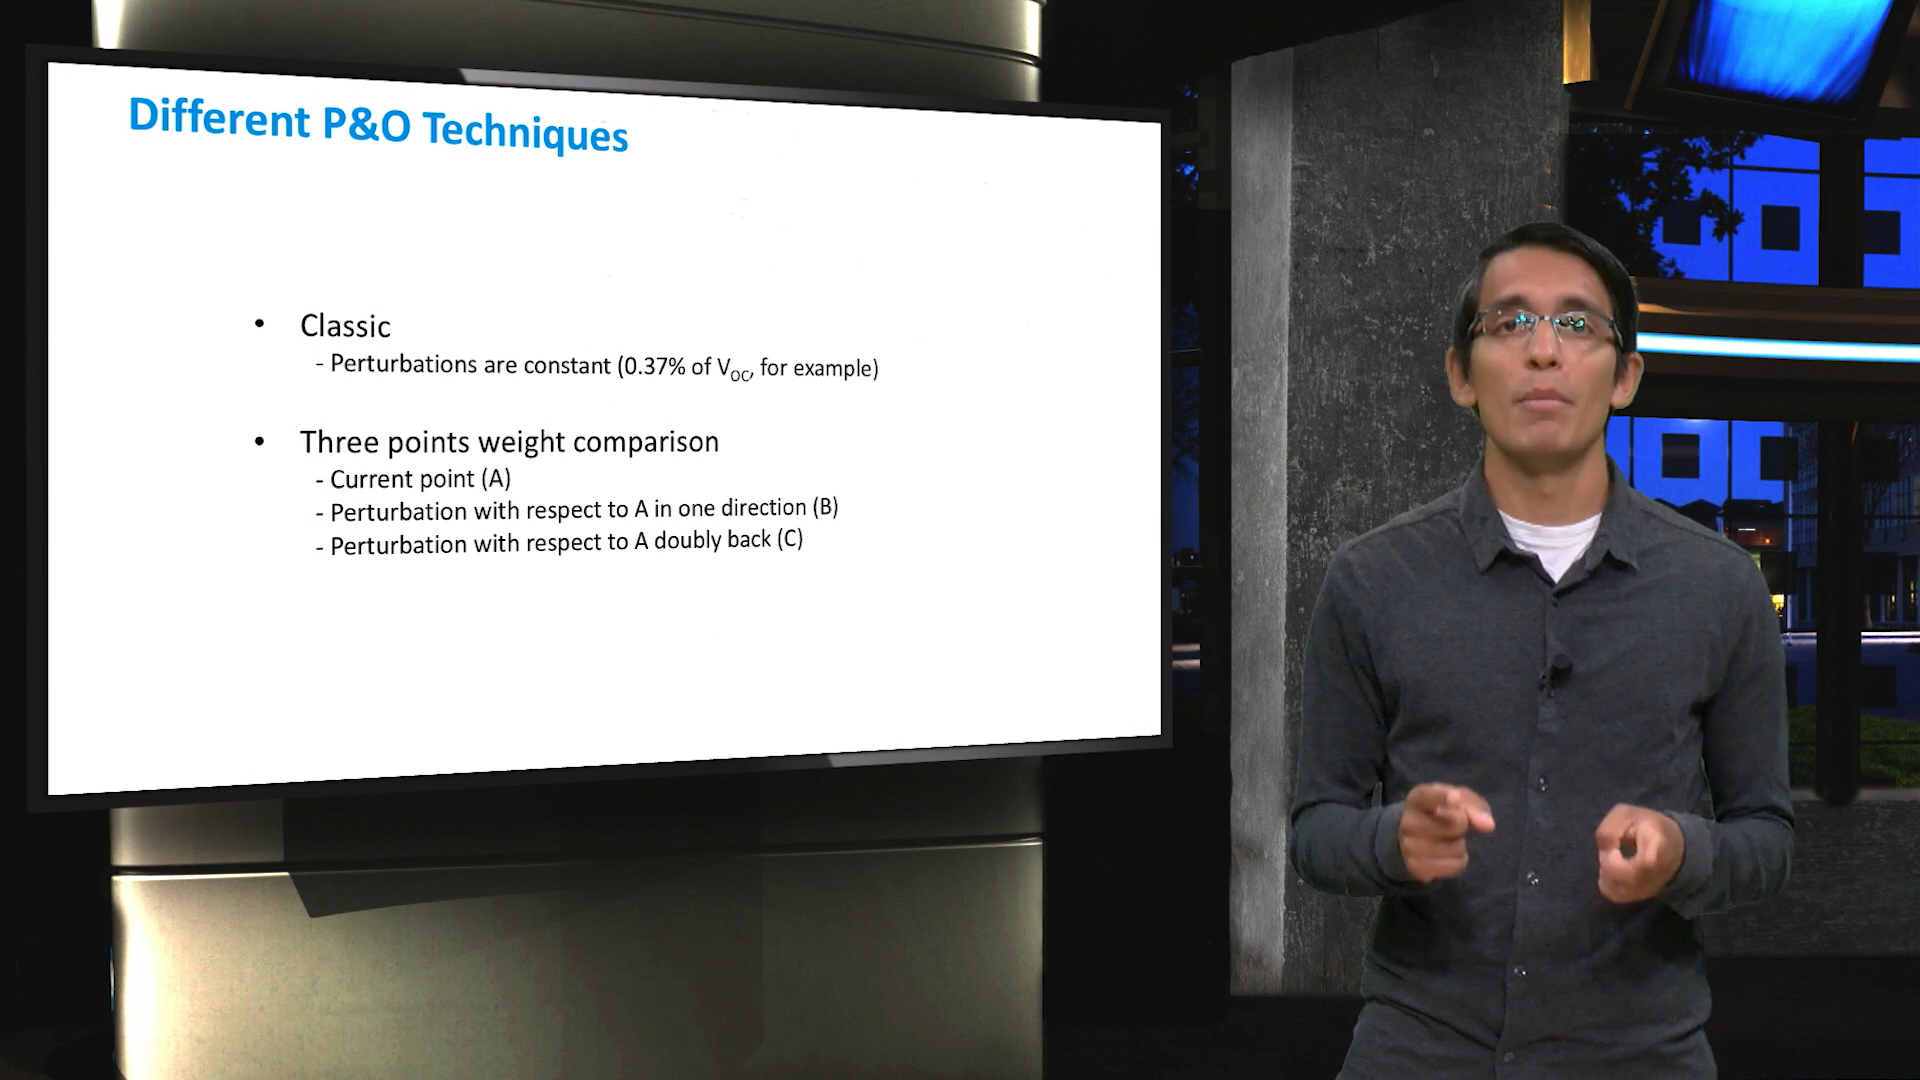 Different P&O Techniques
• Classic
- Perturbations are constant (0.37% of VOC, for example)
• Three points weight comparison
- Current point (A)
- Perturbation with respect to A in one direction (B)
- Perturbation with respect to A doubly back (C)